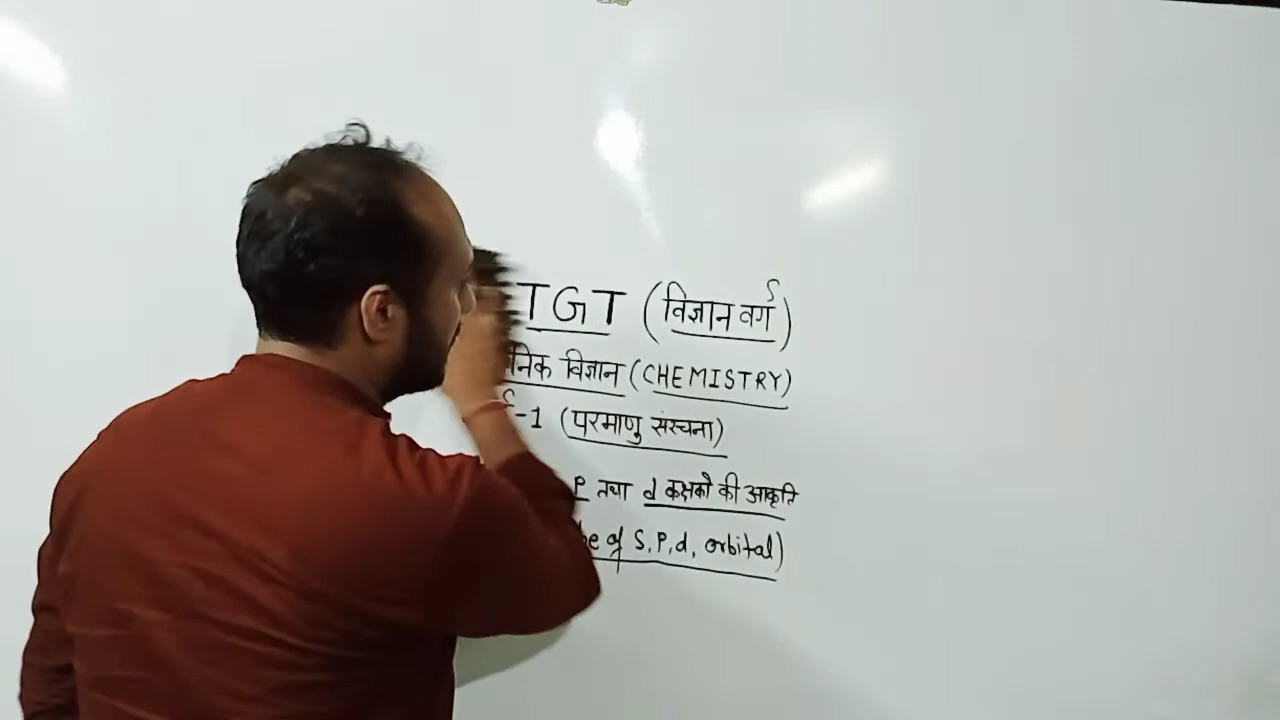 TGT (विज्ञान वर्ग)
विज्ञान (CHEMISTRY)
-1 (परमाणु संरचना)
P तथा d कक्षकों की आकृति
of S, P, d, orbital)